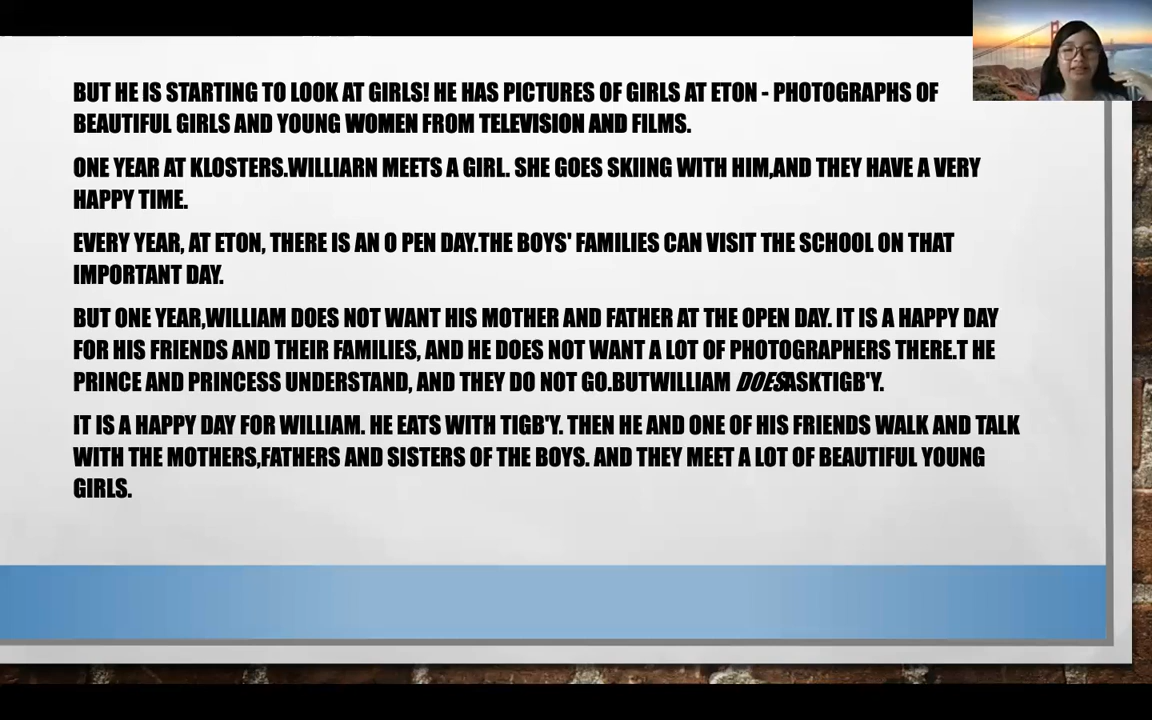 BUT HE IS STARTING TO LOOK AT GIRLS! HE HAS PICTURES OF GIRLS AT ETON - PHOTOGRAPHS OF
BEAUTIFUL GIRLS AND YOUNG WOMEN FROM TELEVISION AND FILMS.
ONE YEAR AT KLOSTERS.WILLIARN MEETS A GIRL. SHE GOES SKIING WITH HIM,AND THEY HAVE A VERY
HAPPY TIME.
EVERY YEAR, AT ETON, THERE IS AN O PEN DAY.THE BOYS' FAMILIES CAN VISIT THE SCHOOL ON THAT
IMPORTANT DAY.
BUT ONE YEAR,WILLIAM DOES NOT WANT HIS MOTHER AND FATHER AT THE OPEN DAY. IT IS A HAPPY DAY
FOR HIS FRIENDS AND THEIR FAMILIES, AND HE DOES NOT WANT A LOT OF PHOTOGRAPHERS THERE.T HE
PRINCE AND PRINCESS UNDERSTAND, AND THEY DO NOT GO.BUTWILLIAM DOESASKTIGB'Y.
IT IS A HAPPY DAY FOR WILLIAM. HE EATS WITH TIGB'Y. THEN HE AND ONE OF HIS FRIENDS WALK AND TALK
WITH THE MOTHERS,FATHERS AND SISTERS OF THE BOYS. AND THEY MEET A LOT OF BEAUTIFUL YOUNG
GIRLS.